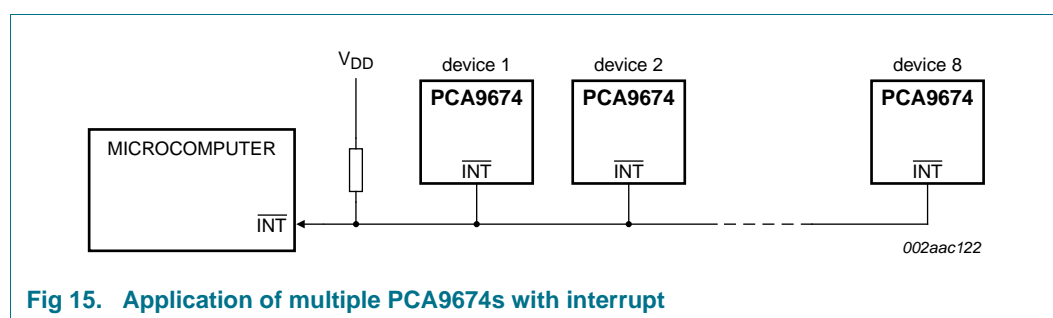 V_DD
device 1
device 2
device 8
PCA9674
PCA9674
PCA9674
MICROCOMPUTER
INT
INT
INT
INT
002aac122
Fig 15. Application of multiple PCA9674s with interrupt